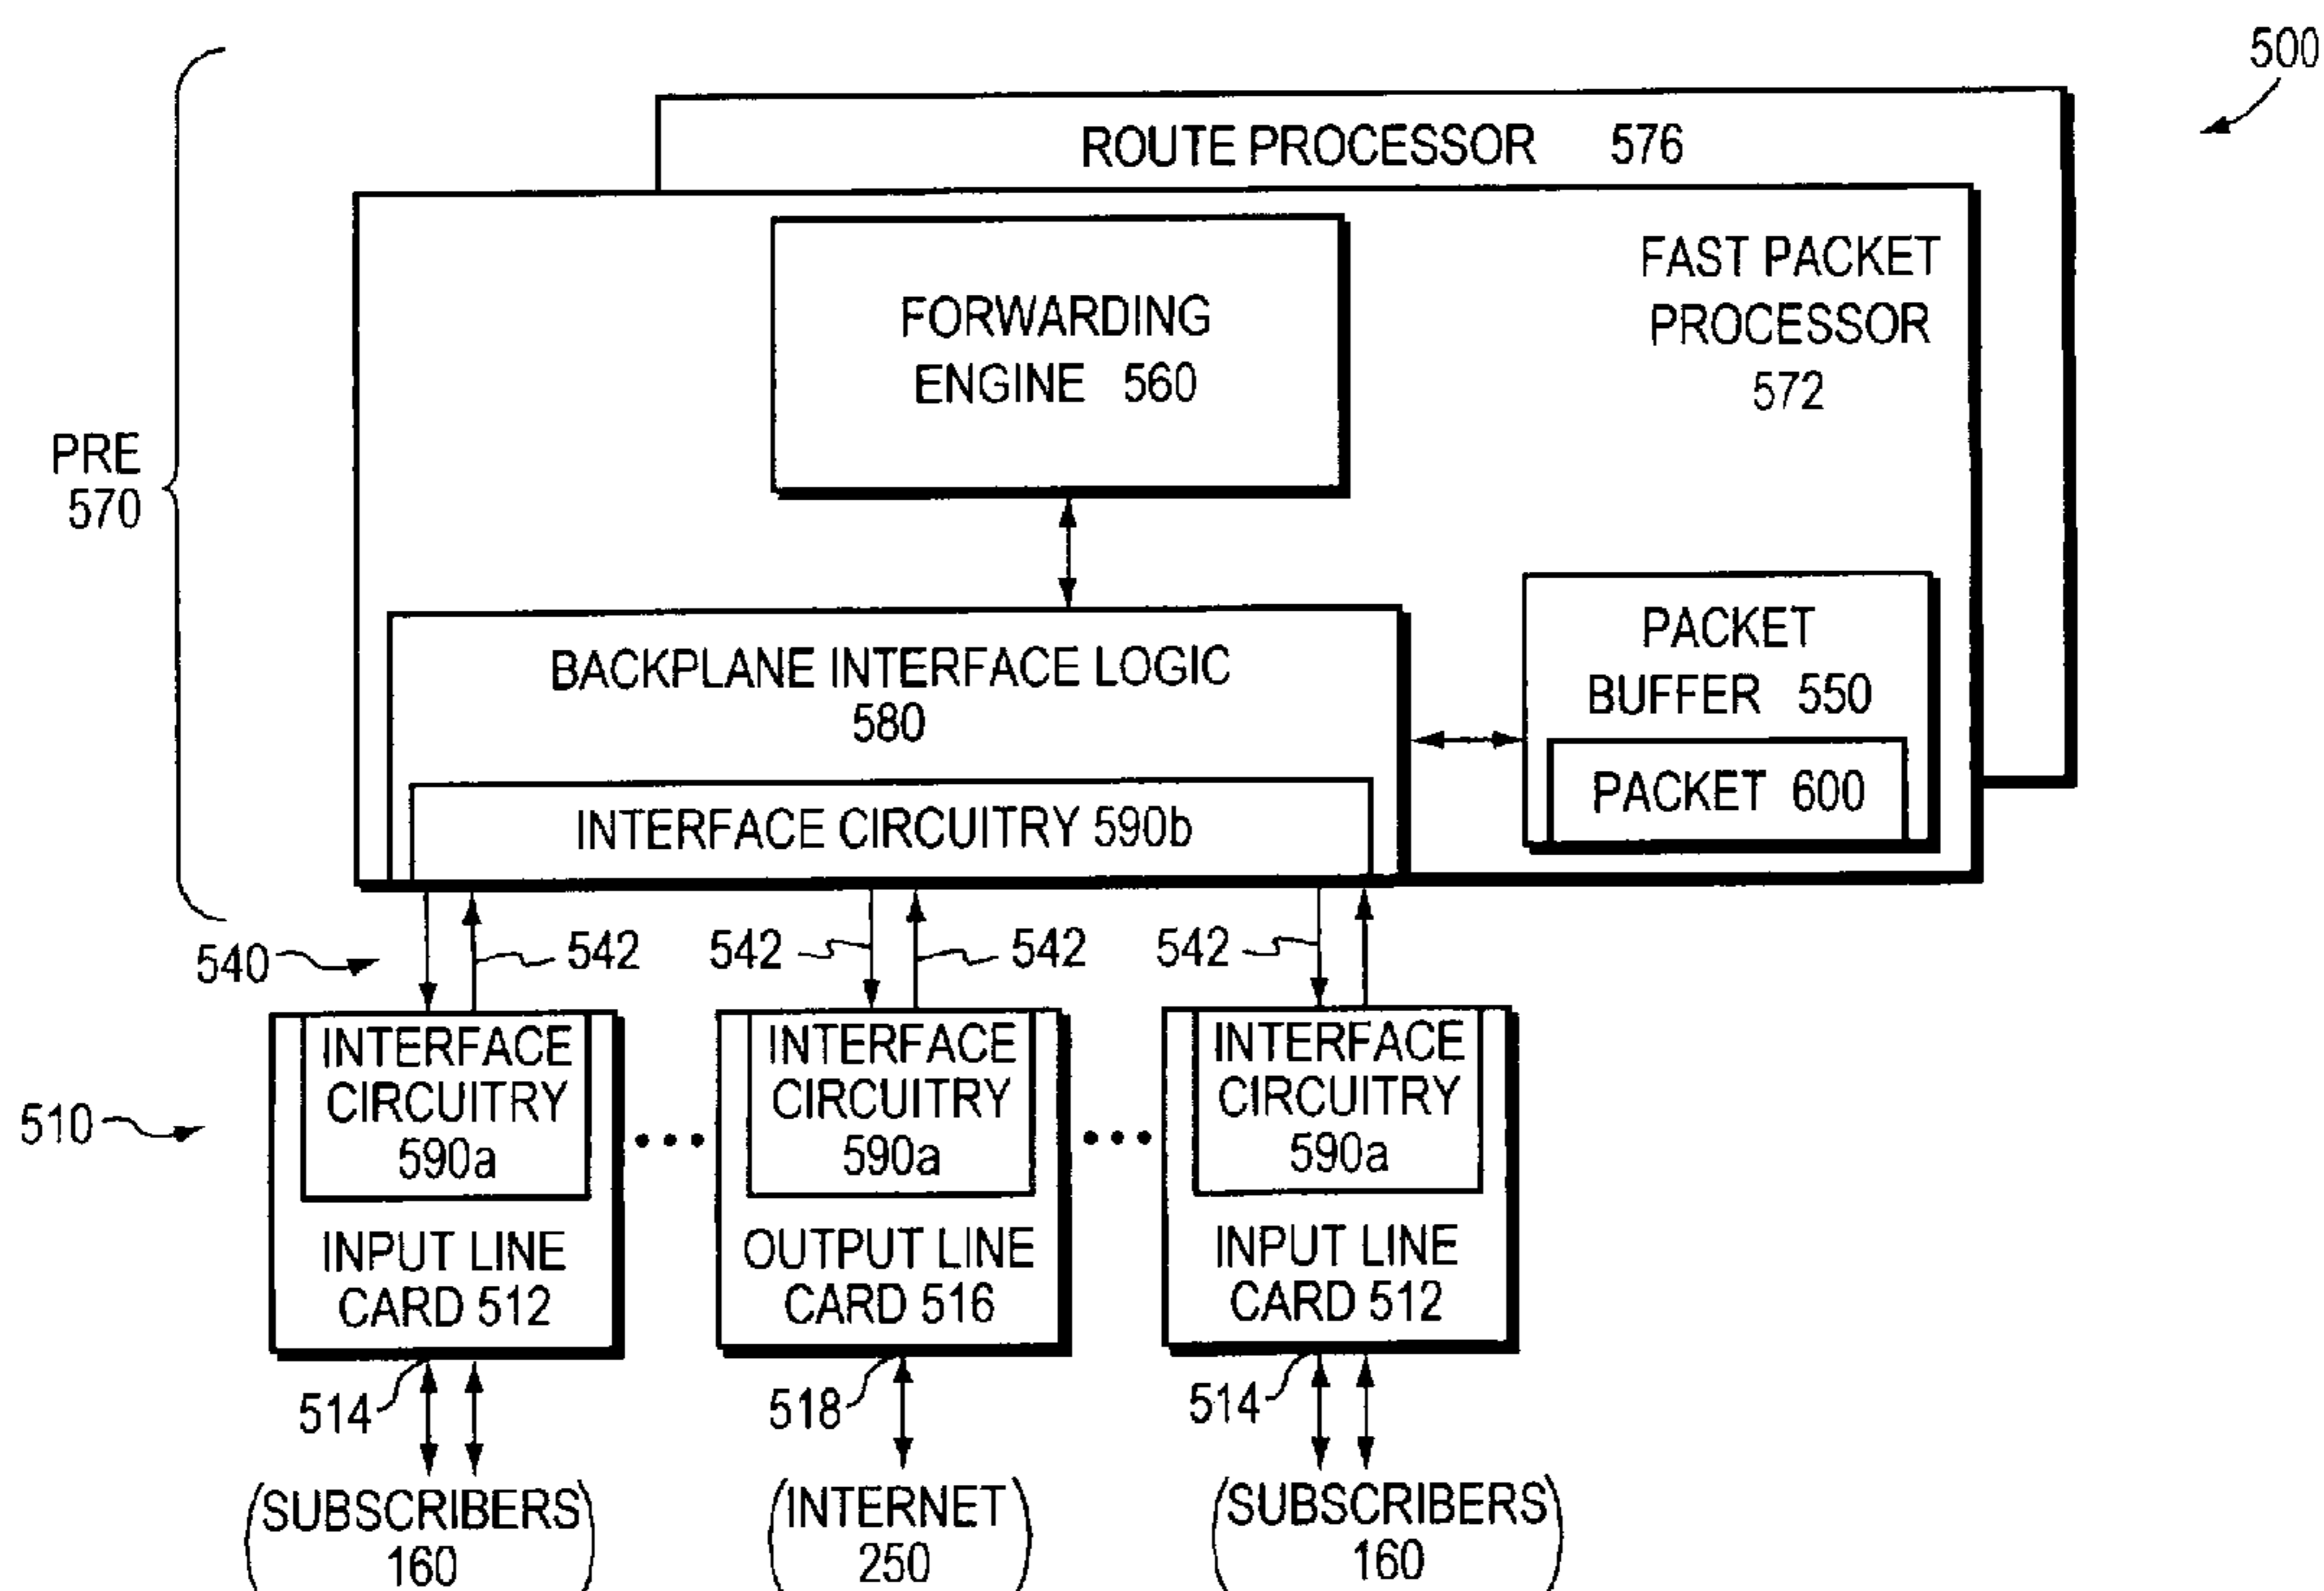 500
ROUTE PROCESSOR 576
FAST PACKET
PROCESSOR
572
FORWARDING
ENGINE 560
PRE
570
BACKPLANE INTERFACE LOGIC
580
PACKET
BUFFER 550
PACKET 600
INTERFACE CIRCUITRY 590b
540
542
542
542
542
510
INTERFACE
CIRCUITRY
590a
INPUT LINE
CARD 512
INTERFACE
CIRCUITRY
590a
OUTPUT LINE
CARD 516
INTERFACE
CIRCUITRY
590a
INPUT LINE
CARD 512
514
518
514
(SUBSCRIBERS)
160
(INTERNET)
250
(SUBSCRIBERS)
160